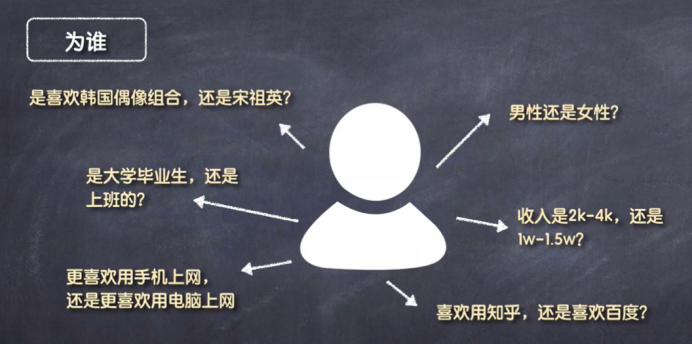 为谁
是喜欢韩国偶像组合，还是宋祖英？
男性还是女性？
是大学毕业生，还是
上班的？
收入是2k-4k，还是
1w-1.5w？
更喜欢用手机上网，
还是更喜欢用电脑上网
喜欢用知乎，还是喜欢百度？